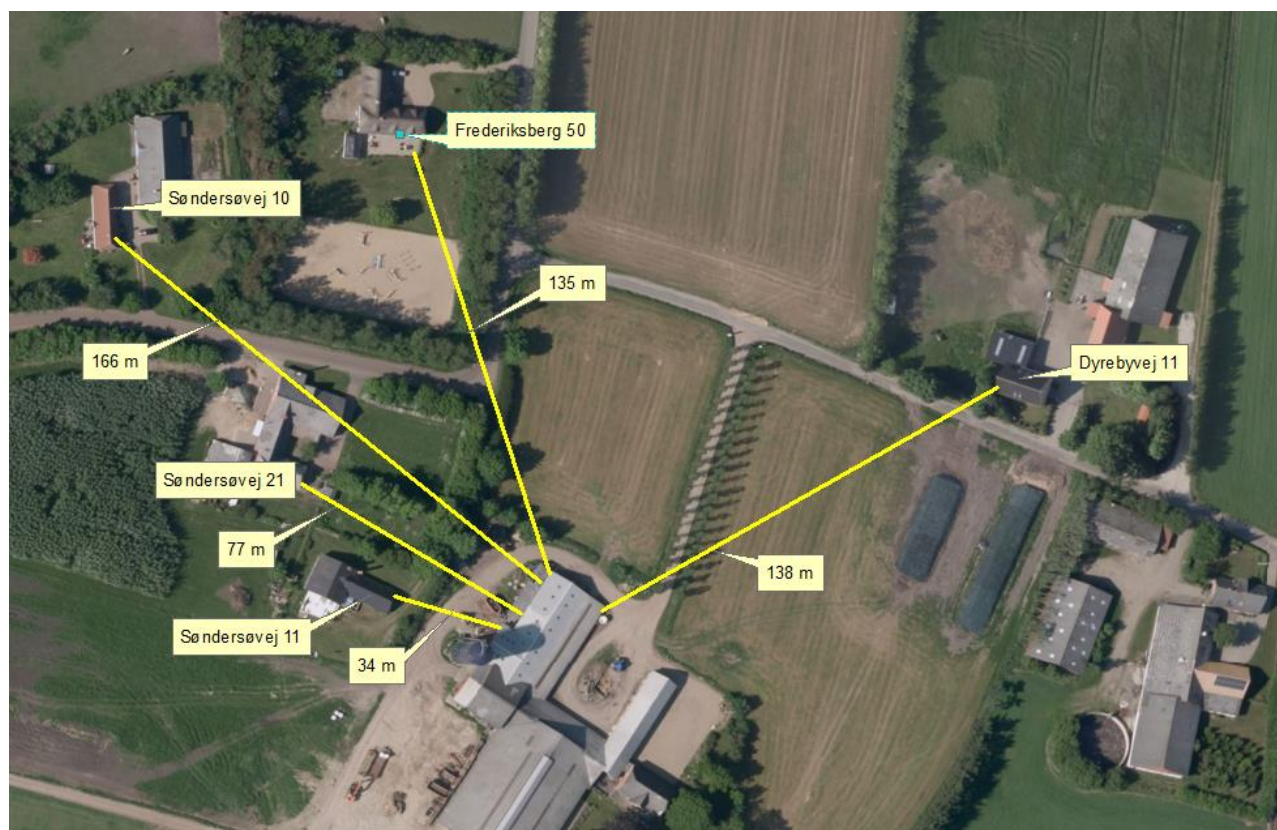 Frederiksberg 50
Søndersøvej 10
135 m
166 m
Dyrebyvej 11
Søndersøvej 21
77 m
138 m
Søndersøvej 11
34 m